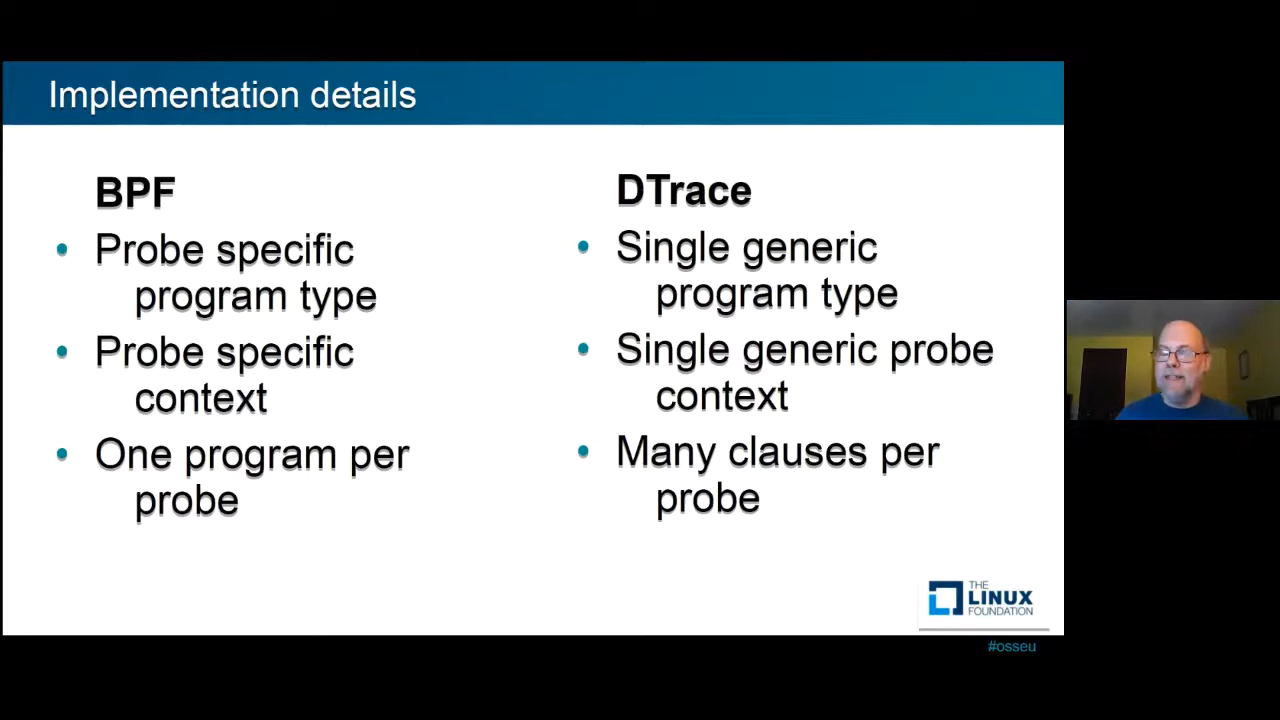 Implementation details
BPF
Probe specific
program type
Probe specific
context
One program per
probe
DTrace
Single generic
program type
Single generic probe
context
Many clauses per
probe
THE
LINUX
FOUNDATION
#osseu